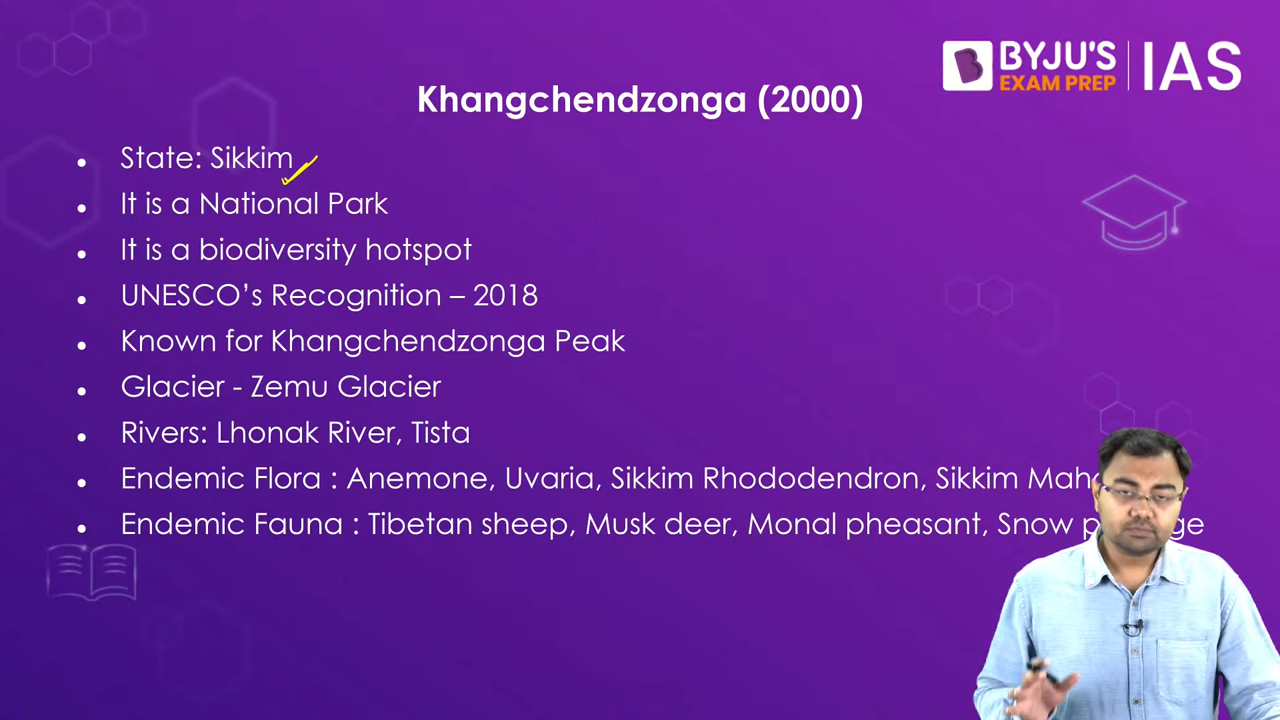 BYJU'S
EXAM PREP
IAS
Khangchendzonga (2000)
State: Sikkim
It is a National Park
It is a biodiversity hotspot
UNESCO’s Recognition – 2018
Known for Khangchendzonga Peak
Glacier - Zemu Glacier
Rivers: Lhonak River, Tista
Endemic Flora : Anemone, Uvaria, Sikkim Rhododendron, Sikkim
Endemic Fauna : Tibetan sheep, Musk deer, Monal pheasant, Snow